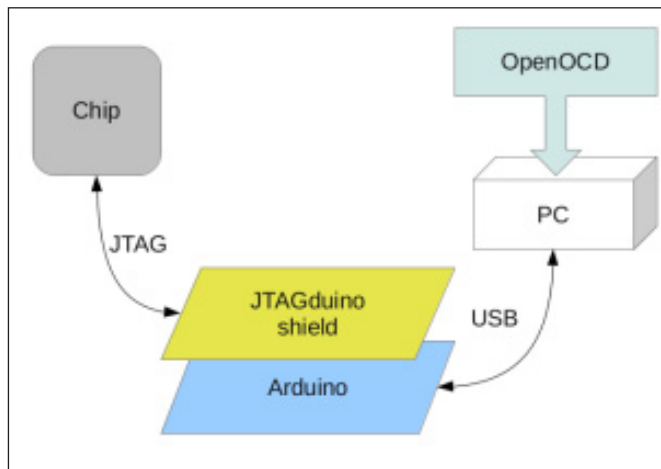 OpenOCD
Chip
PC
JTAG
JTAGduino
shield
USB
Arduino